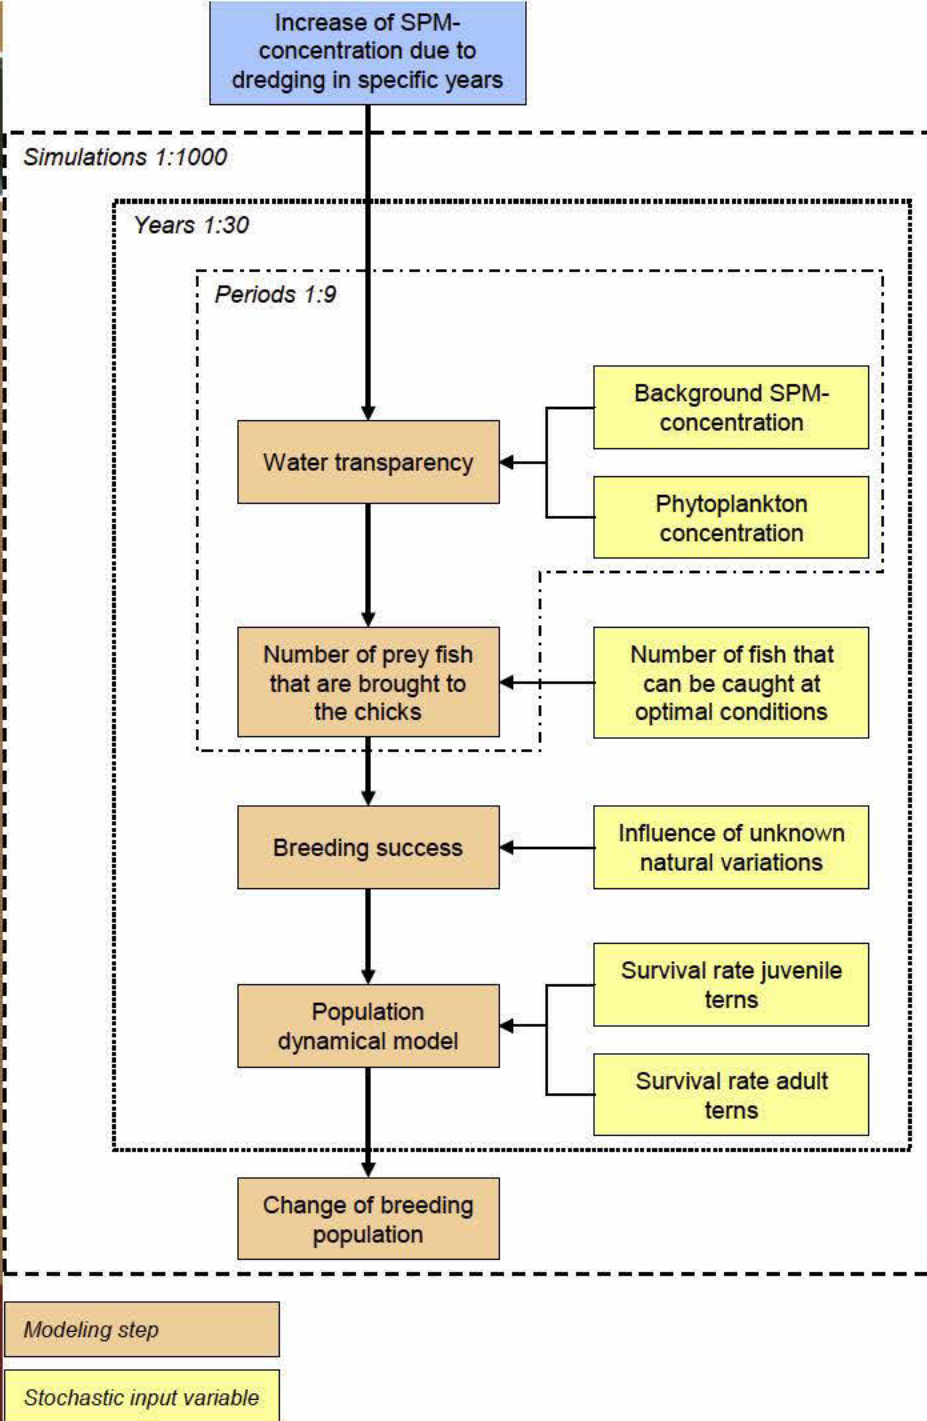 Increase of SPM-
concentration due to
dredging in specific years
Simulations 1:1000
Years 1:30
Periods 1:9
Background SPM-
concentration
Water transparency
Phytoplankton
concentration
Number of prey fish
that are brought to
the chicks
Number of fish that
can be caught at
optimal conditions
Breeding success
Influence of unknown
natural variations
Survival rate juvenile
terns
Population
dynamical model
Survival rate adult
terns
Change of breeding
population
Modeling step
Stochastic input variable